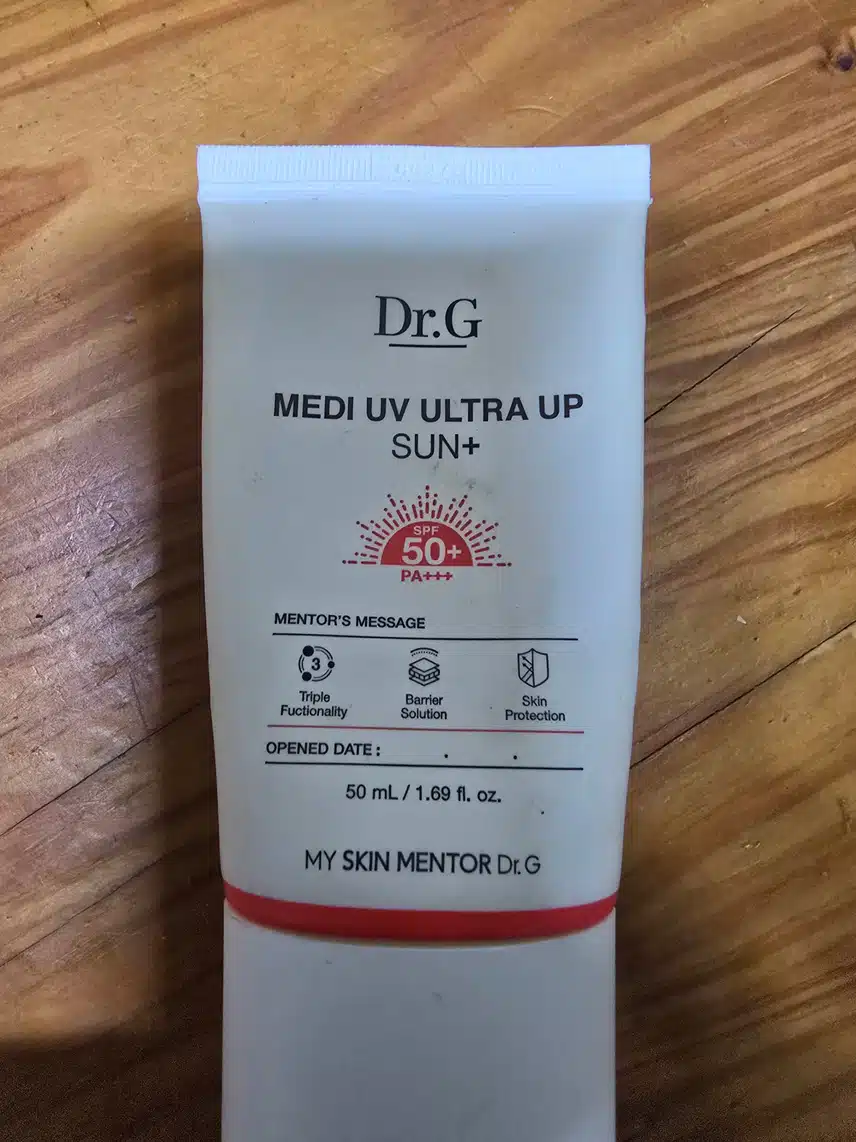 Dr.G
MEDI UV ULTRA UP
SUN+
SPF
50+
PA+++
MENTOR'S MESSAGE
3
Triple
Fuctionality
Barrier
Solution
Skin
Protection
OPENED DATE : . .
50 mL / 1.69 fl. oz.
MY SKIN MENTOR Dr.G